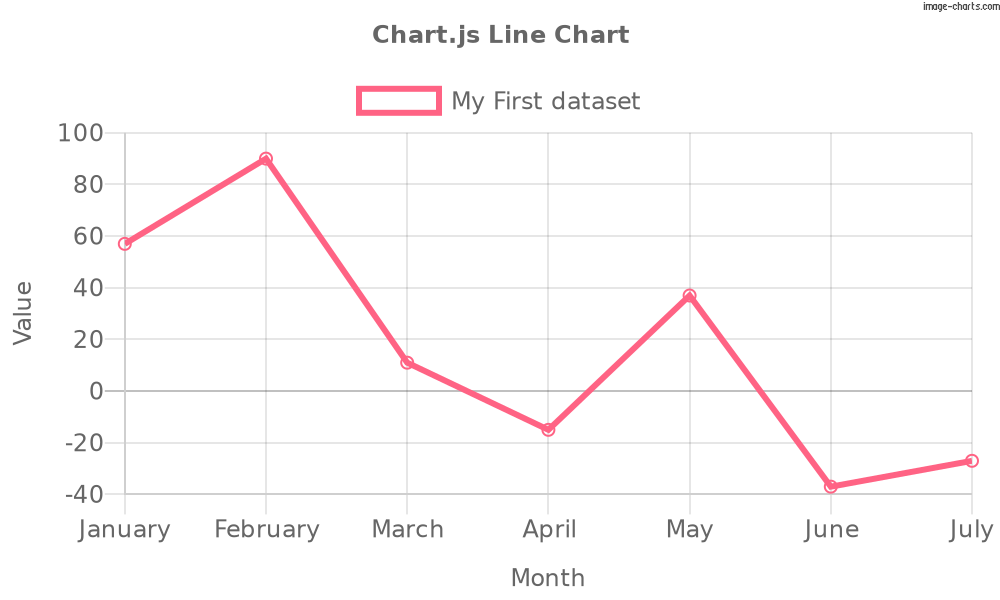 image-charts.com
Chart.js Line Chart
My First dataset
100
80
60
40
20
0
-20
-40
Value
January February March April May June July
Month